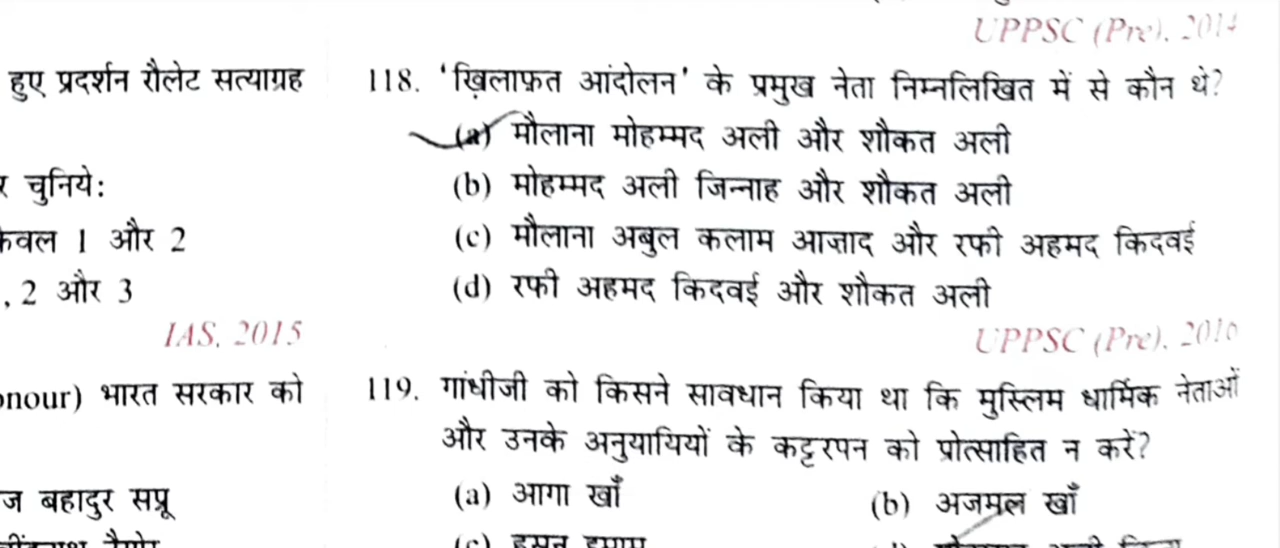 UPPSC (Pre), 2014
हुए प्रदर्शन रौलेट सत्याग्रह
र चुनिये:
केवल 1 और 2
, 2 और 3
IAS, 2015
onour) भारत सरकार को
ज बहादुर सप्रू
118. 'ख़िलाफ़त आंदोलन' के प्रमुख नेता निम्नलिखित में से कौन थे?
(a) मौलाना मोहम्मद अली और शौकत अली
(b) मोहम्मद अली जिन्नाह और शौकत अली
(c) मौलाना अबुल कलाम आज़ाद और रफी अहमद किदवई
(d) रफी अहमद किदवई और शौकत अली
UPPSC (Pre), 2016
119. गांधीजी को किसने सावधान किया था कि मुस्लिम धार्मिक नेताओं
और उनके अनुयायियों के कट्टरपन को प्रोत्साहित न करें?
(a) आगा खाँ (b) अजमल खाँ
(c) हसन इमाम